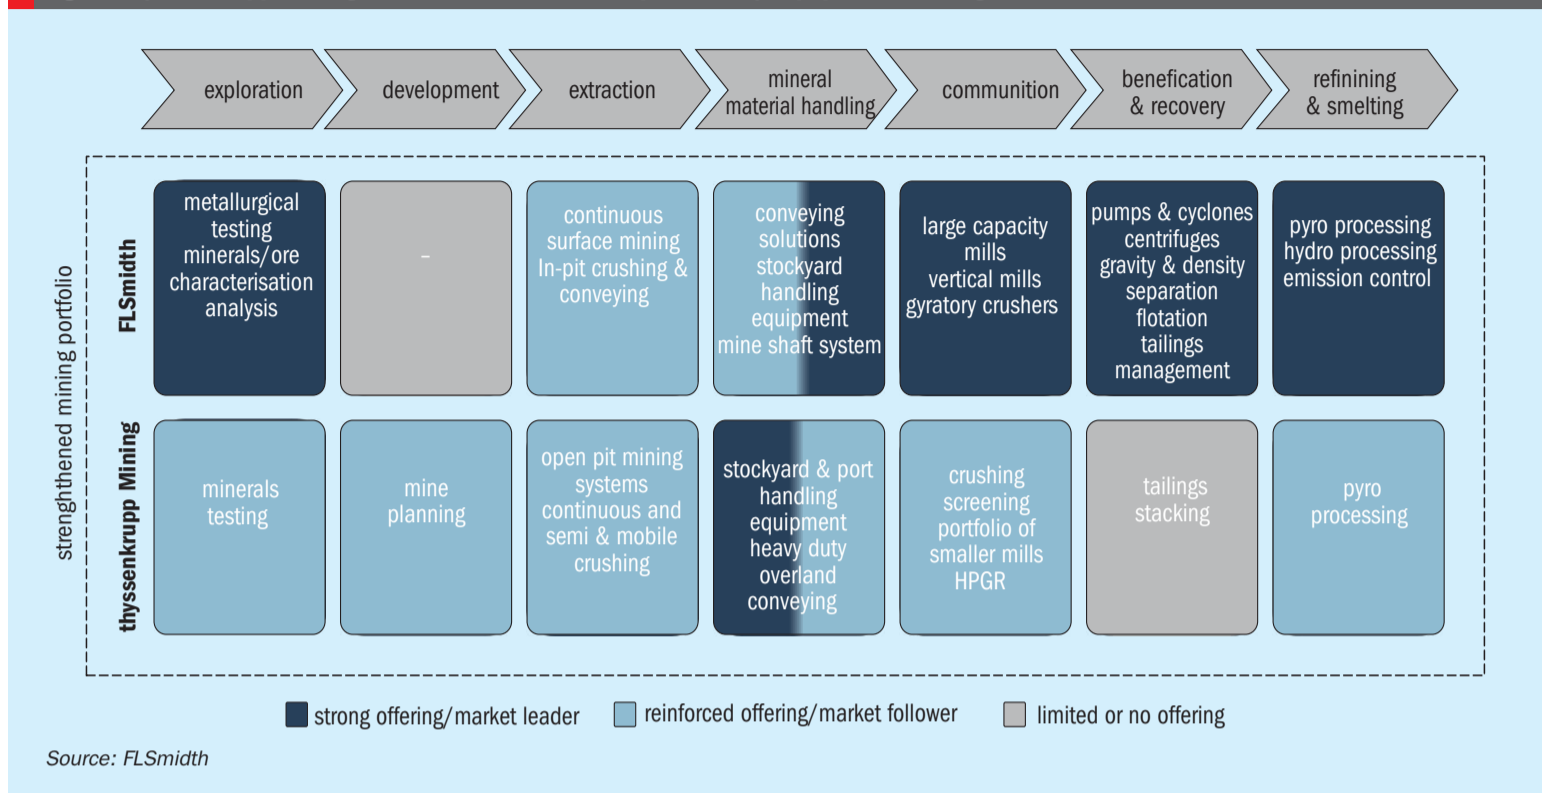 exploration
development
extraction
mineral
material handling
communition
benefication
& recovery
refinining
& smelting
strenghthened mining portfolio
FLSmidth
metallurgical
testing
minerals/ore
characterisation
analysis
–
continuous
surface mining
In-pit crushing &
conveying
conveying
solutions
stockyard
handling
equipment
mine shaft system
large capacity
mills
vertical mills
gyratory crushers
pumps & cyclones
centrifuges
gravity & density
separation
flotation
tailings
management
pyro processing
hydro processing
emission control
thyssenkrupp Mining
minerals
testing
mine
planning
open pit mining
systems
continuous and
semi & mobile
crushing
stockyard & port
handling
equipment
heavy duty
overland
conveying
crushing
screening
portfolio of
smaller mills
HPGR
tailings
stacking
pyro
processing
strong offering/market leader
reinforced offering/market follower
limited or no offering
Source: FLSmidth